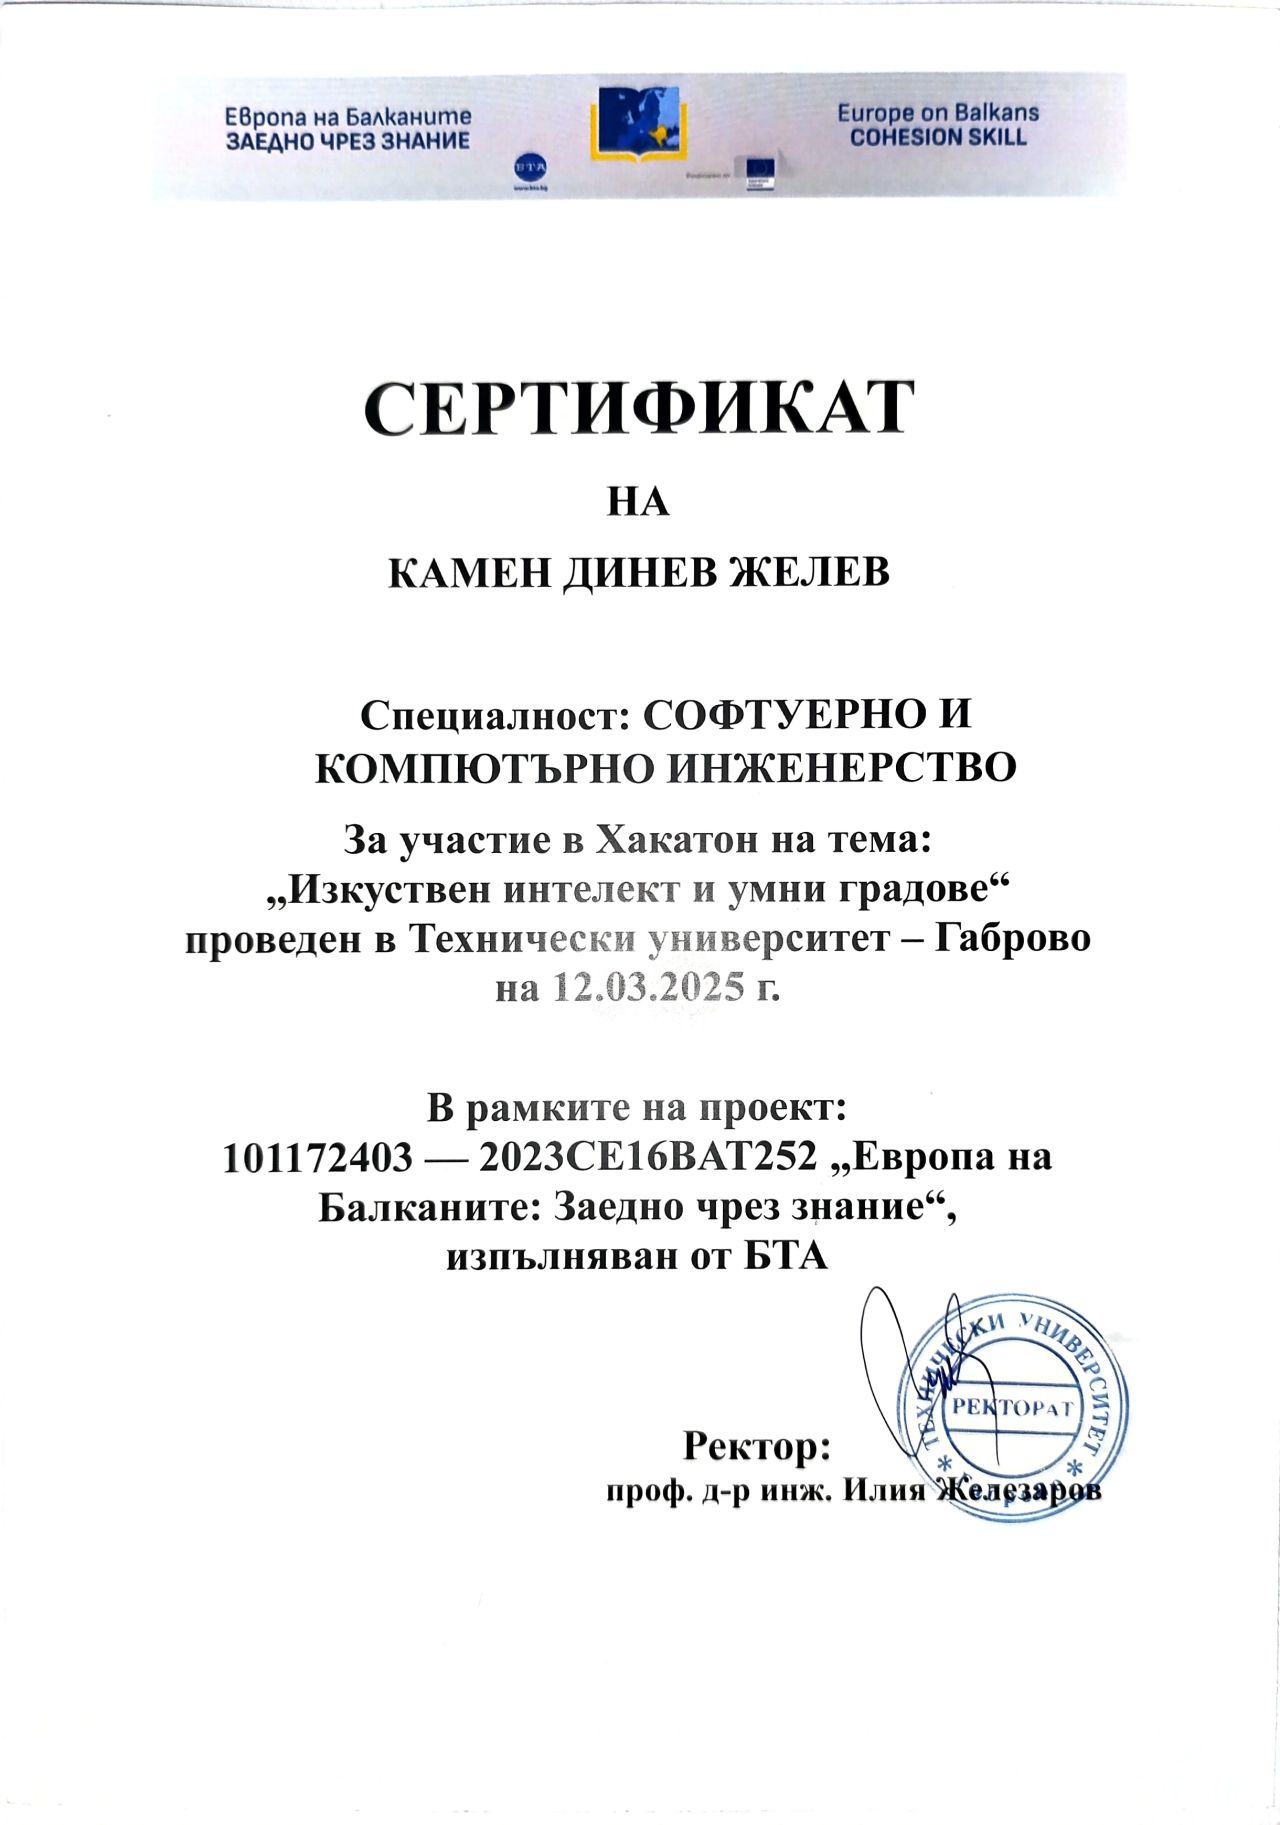 Европа на Балканите
ЗАЕДНО ЧРЕЗ ЗНАНИЕ
БТА
www.bta.bg
Europe on Balkans
COHESION SKILL
СЕРТИФИКАТ
НА
КАМЕН ДИНЕВ ЖЕЛЕВ
Специалност: СОФТУЕРНО И
КОМПЮТЪРНО ИНЖЕНЕРСТВО
За участие в Хакатон на тема:
„Изкуствен интелект и умни градове“
проведен в Технически университет – Габрово
на 12.03.2025 г.
В рамките на проект:
101172403 — 2023CE16BAT252 „Европа на
Балканите: Заедно чрез знание“,
изпълняван от БТА
ТЕХНИЧЕСКИ УНИВЕРСИТЕТ
РЕКТОРАТ
* Габрово *
Ректор:
проф. д-р инж. Илия Железаров